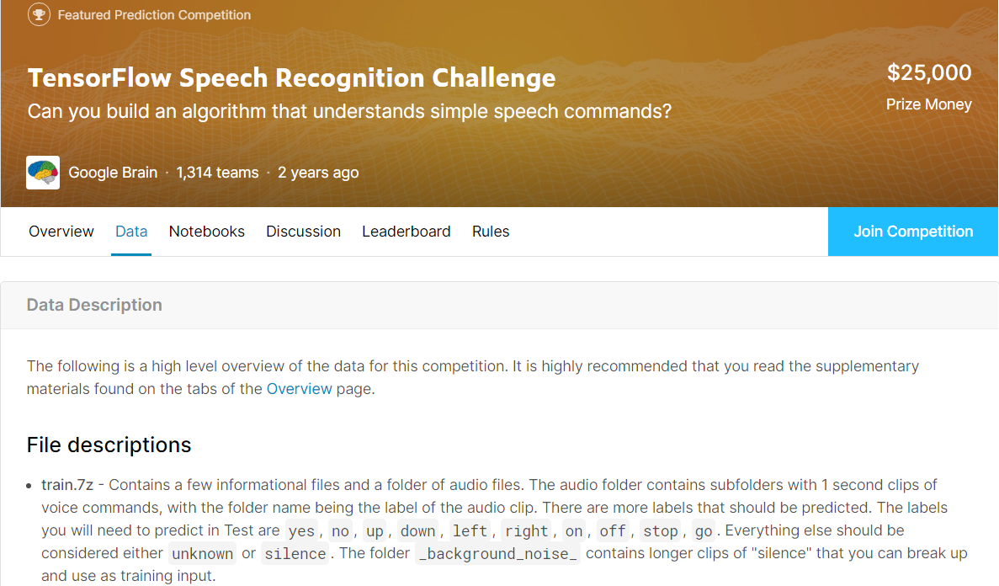 Featured Prediction Competition
TensorFlow Speech Recognition Challenge
Can you build an algorithm that understands simple speech commands?
$25,000
Prize Money
Google Brain · 1,314 teams · 2 years ago
Overview Data Notebooks Discussion Leaderboard Rules Join Competition
Data Description
The following is a high level overview of the data for this competition. It is highly recommended that you read the supplementary
materials found on the tabs of the Overview page.
File descriptions
• train.7z - Contains a few informational files and a folder of audio files. The audio folder contains subfolders with 1 second clips of
voice commands, with the folder name being the label of the audio clip. There are more labels that should be predicted. The labels
you will need to predict in Test are yes, no, up, down, left, right, on, off, stop, go. Everything else should be
considered either unknown or silence. The folder _background_noise_ contains longer clips of "silence" that you can break up
and use as training input.